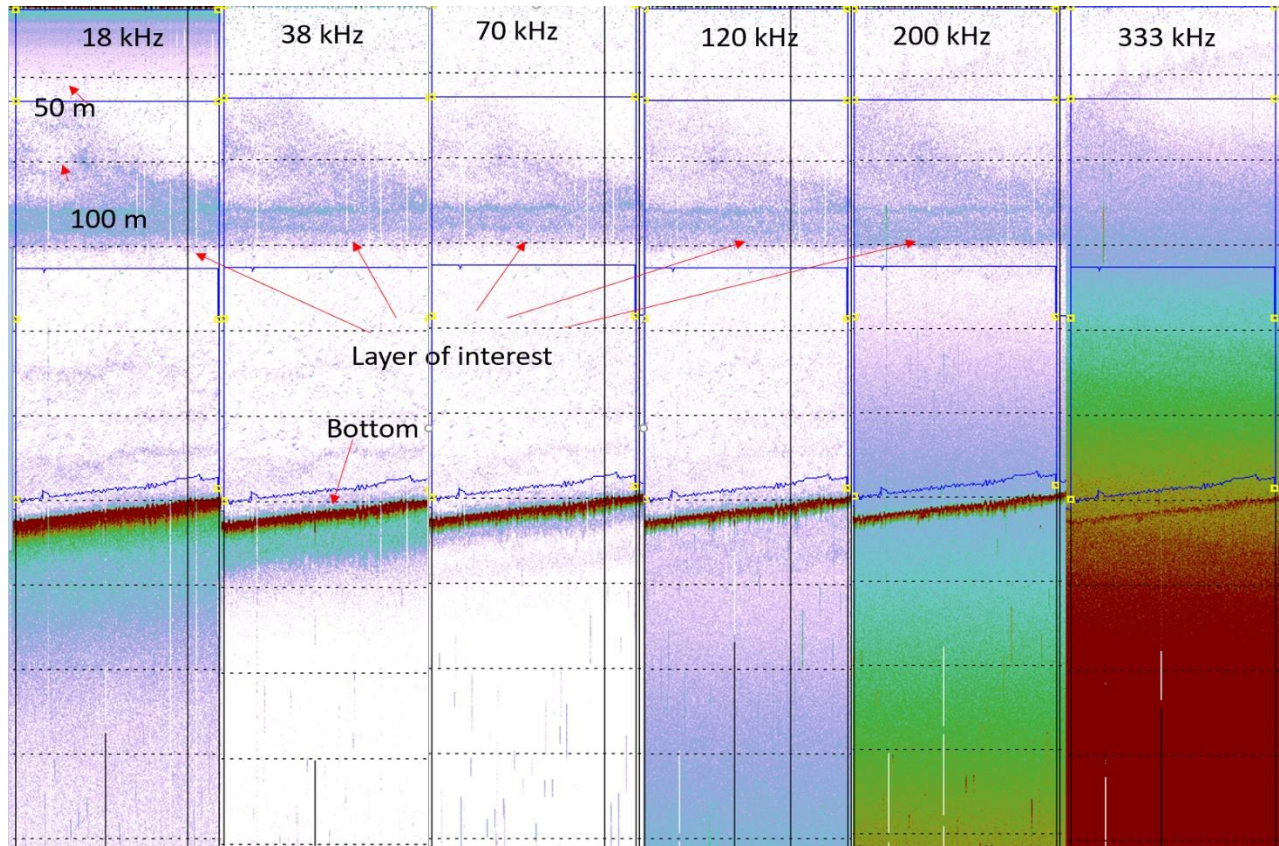 18 kHz
38 kHz
70 kHz
120 kHz
200 kHz
333 kHz
50 m
100 m
Layer of interest
Bottom